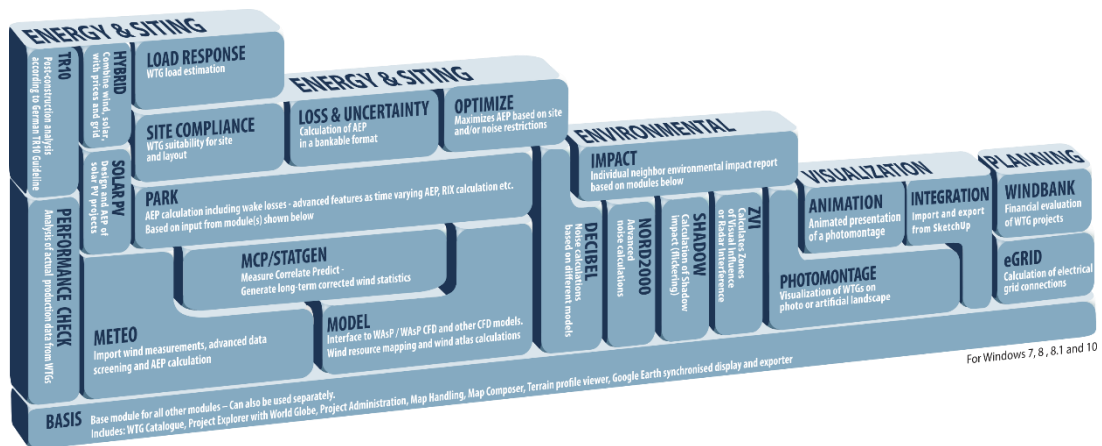 ENERGY & SITING
TR10
Post-construction analysis
according to German TR10 Guideline
HYBRID
Combine wind, solar,
with prices and grid
LOAD RESPONSE
WTG load estimation
ENERGY & SITING
SITE COMPLIANCE
WTG suitability for site
and layout
LOSS & UNCERTAINTY
Calculation of AEP
in a bankable format
OPTIMIZE
Maximizes AEP based on site
and/or noise restrictions
SOLAR PV
Design and AEP of
solar PV projects
PARK
AEP calculation including wake losses - advanced features as time varying AEP, RIX calculation etc.
Based on input from module(s) shown below
PERFORMANCE CHECK
Analysis of actual production data from WTGs
MCP/STATGEN
Measure Correlate Predict -
Generate long-term corrected wind statistics
METEO
Import wind measurements, advanced data
screening and AEP calculation
MODEL
Interface to WAsP / WAsP CFD and other CFD models.
Wind resource mapping and wind atlas calculations
ENVIRONMENTAL
IMPACT
Individual neighbor environmental impact report
based on modules below
DECIBEL
Noise calculations
based on different models
NORD2000
Advanced
noise calculations
SHADOW
Calculation of Shadow
impact (flickering)
ZVI
Calculates Zones
of Visual Influence
or Radar Interference
VISUALIZATION
ANIMATION
Animated presentation
of a photomontage
INTEGRATION
Import and export
from SketchUp
PHOTOMONTAGE
Visualization of WTGs on
photo or artificial landscape
PLANNING
WINDBANK
Financial evaluation
of WTG projects
eGRID
Calculation of electrical
grid connections
BASIS
Base module for all other modules – Can also be used separately.
Includes: WTG Catalogue, Project Explorer with World Globe, Project Administration, Map Handling, Map Composer, Terrain profile viewer, Google Earth synchronised display and exporter
For Windows 7, 8 , 8.1 and 10